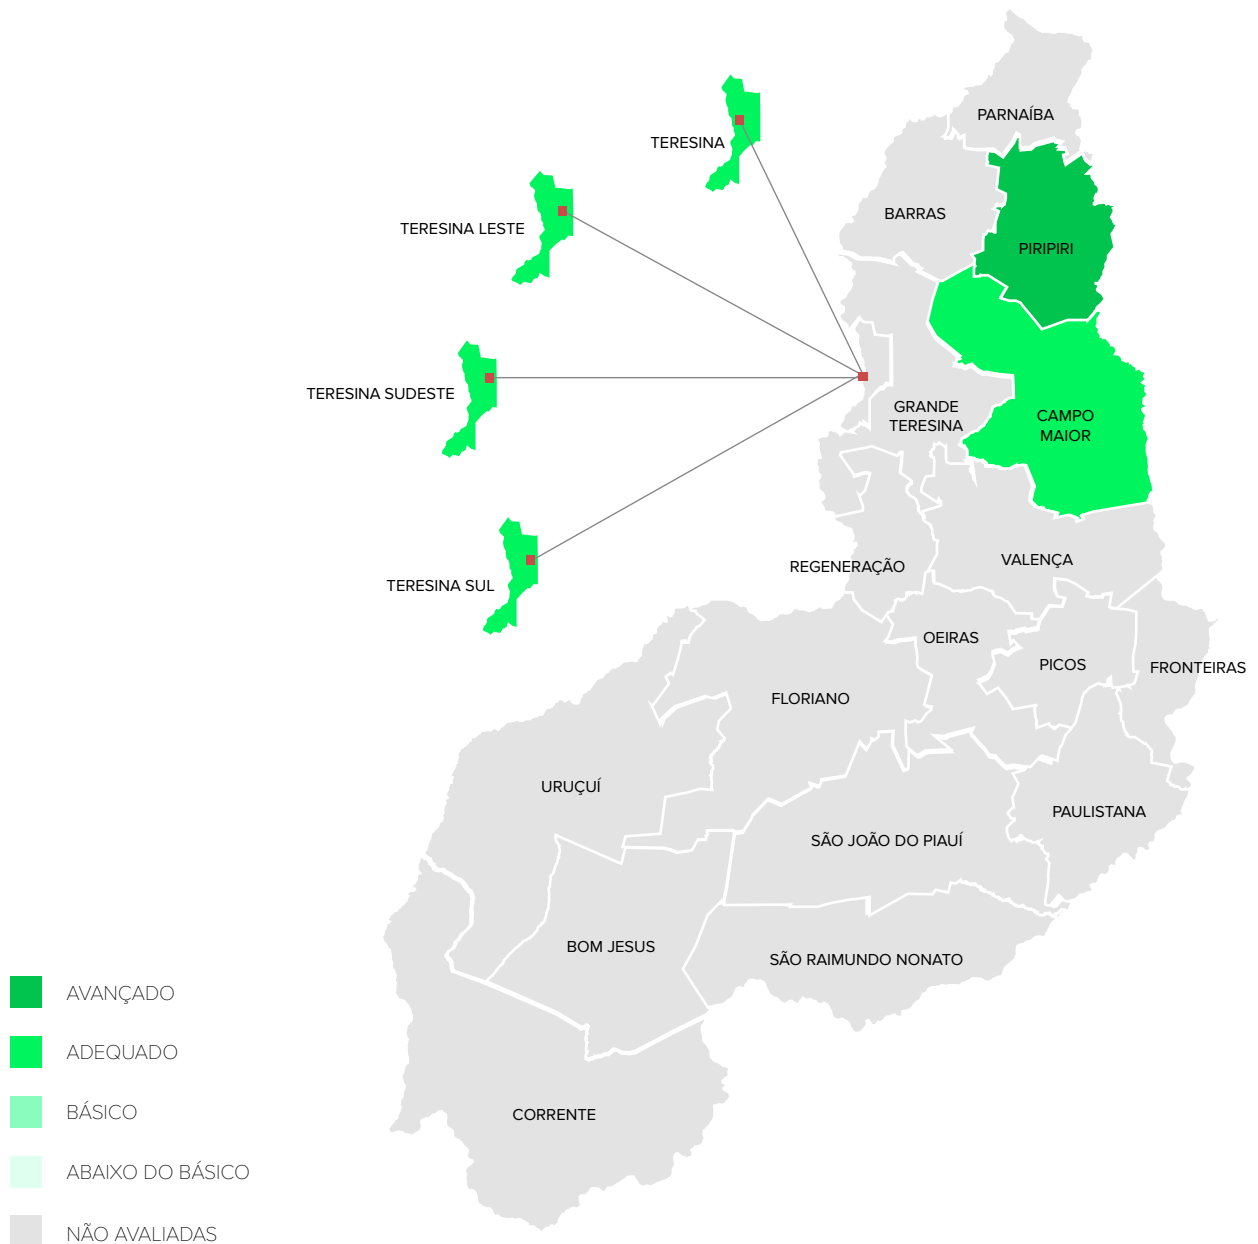 PARNAÍBA
TERESINA
BARRAS
TERESINA LESTE
PIRIPIRI
TERESINA SUDESTE
GRANDE
TERESINA
CAMPO
MAIOR
VALENÇA
REGENERAÇÃO
TERESINA SUL
OEIRAS
PICOS
FRONTEIRAS
FLORIANO
URUÇUÍ
PAULISTANA
SÃO JOÃO DO PIAUÍ
BOM JESUS
SÃO RAIMUNDO NONATO
CORRENTE
AVANÇADO
ADEQUADO
BÁSICO
ABAIXO DO BÁSICO
NÃO AVALIADAS